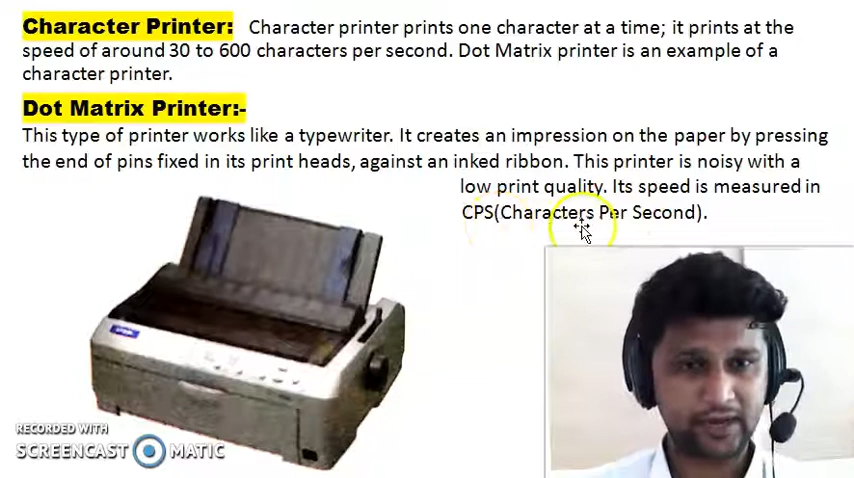 Character Printer: Character printer prints one character at a time; it prints at the
speed of around 30 to 600 characters per second. Dot Matrix printer is an example of a
character printer.
Dot Matrix Printer:-
This type of printer works like a typewriter. It creates an impression on the paper by pressing
the end of pins fixed in its print heads, against an inked ribbon. This printer is noisy with a
low print quality. Its speed is measured in
CPS(Characters Per Second).
EPSON
RECORDED WITH
SCREENCAST MATIC